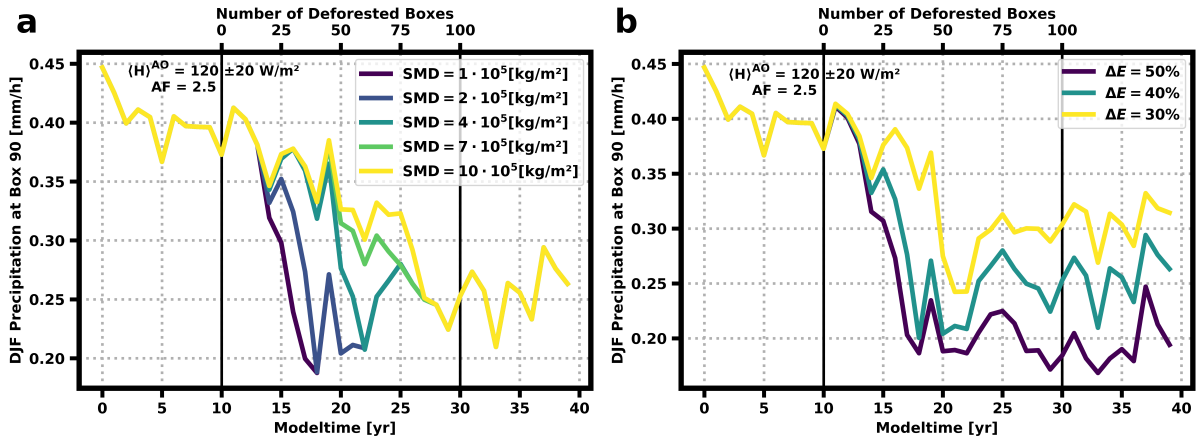 a
Number of Deforested Boxes
0 25 50 75 100
DJF Precipitation at Box 90 [mm/h]
0.45
0.40
0.35
0.30
0.25
0.20
⟨H⟩^AO = 120 ±20 W/m²
AF = 2.5
SMD = 1 · 10⁵[kg/m²]
SMD = 2 · 10⁵[kg/m²]
SMD = 4 · 10⁵[kg/m²]
SMD = 7 · 10⁵[kg/m²]
SMD = 10 · 10⁵[kg/m²]
0 5 10 15 20 25 30 35 40
Modeltime [yr]
b
Number of Deforested Boxes
0 25 50 75 100
DJF Precipitation at Box 90 [mm/h]
0.45
0.40
0.35
0.30
0.25
0.20
⟨H⟩^AO = 120 ±20 W/m²
AF = 2.5
ΔE = 50%
ΔE = 40%
ΔE = 30%
0 5 10 15 20 25 30 35 40
Modeltime [yr]